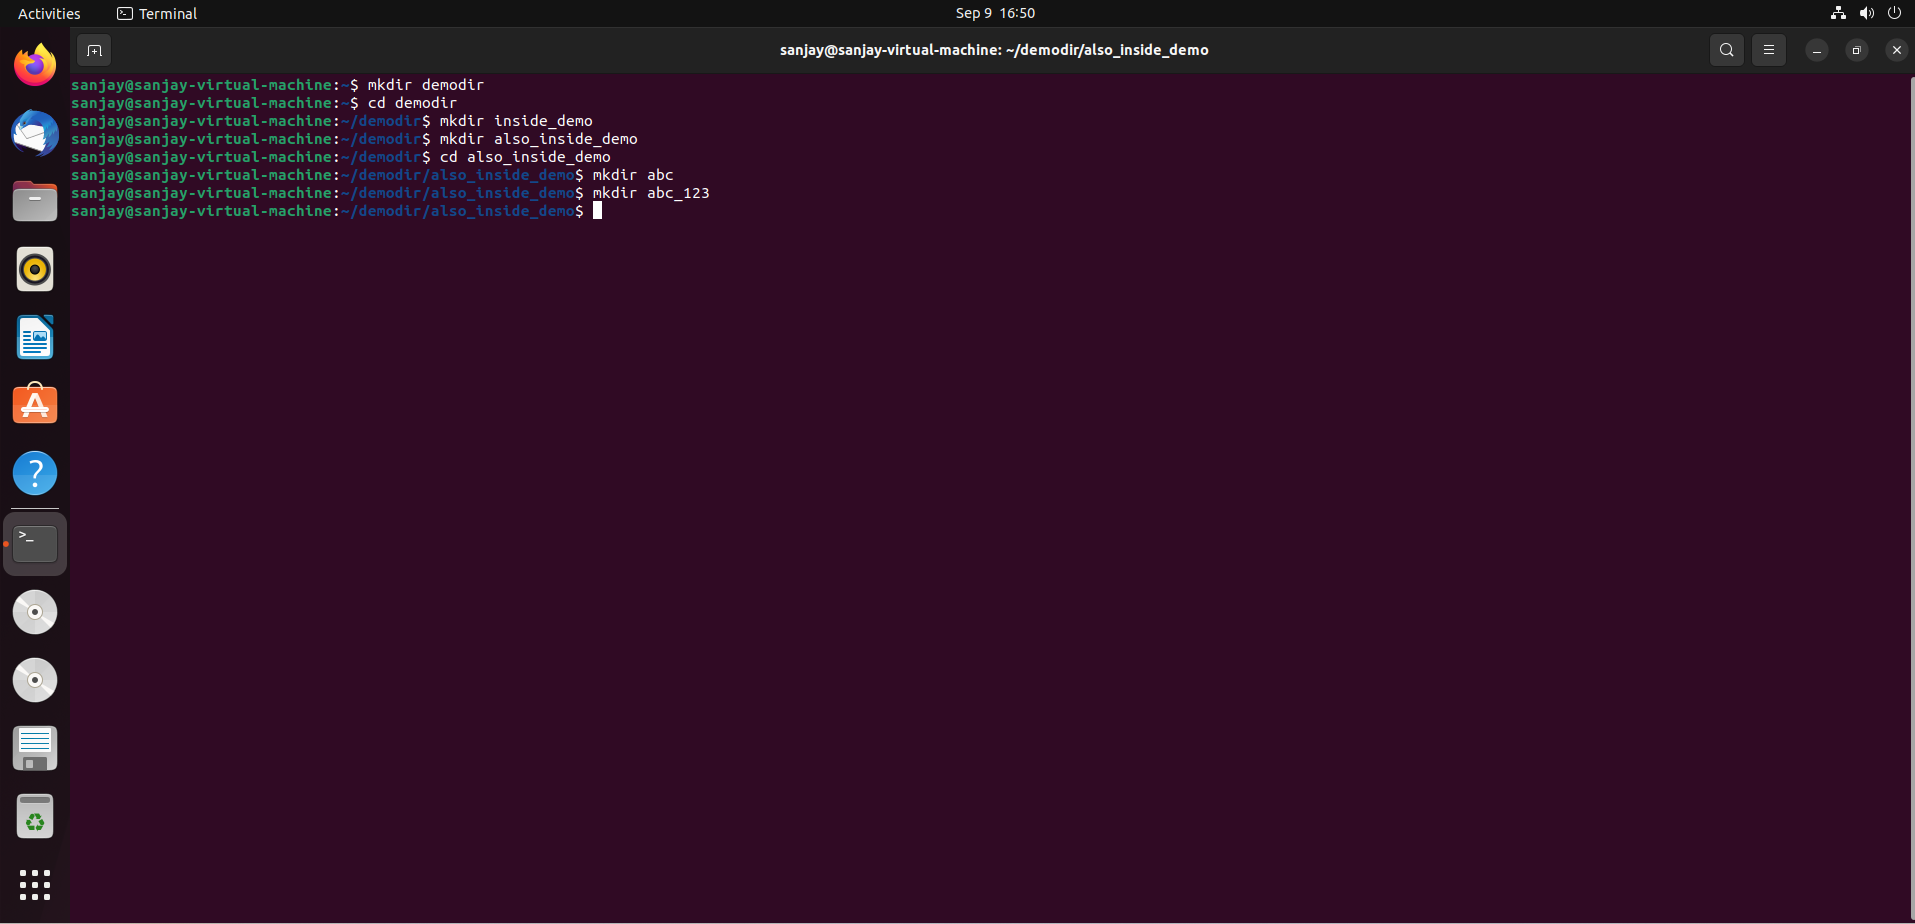 Activities Terminal Sep 9 16:50
sanjay@sanjay-virtual-machine: ~/demodir/also_inside_demo
sanjay@sanjay-virtual-machine:~$ mkdir demodir
sanjay@sanjay-virtual-machine:~$ cd demodir
sanjay@sanjay-virtual-machine:~/demodir$ mkdir inside_demo
sanjay@sanjay-virtual-machine:~/demodir$ mkdir also_inside_demo
sanjay@sanjay-virtual-machine:~/demodir$ cd also_inside_demo
sanjay@sanjay-virtual-machine:~/demodir/also_inside_demo$ mkdir abc
sanjay@sanjay-virtual-machine:~/demodir/also_inside_demo$ mkdir abc_123
sanjay@sanjay-virtual-machine:~/demodir/also_inside_demo$